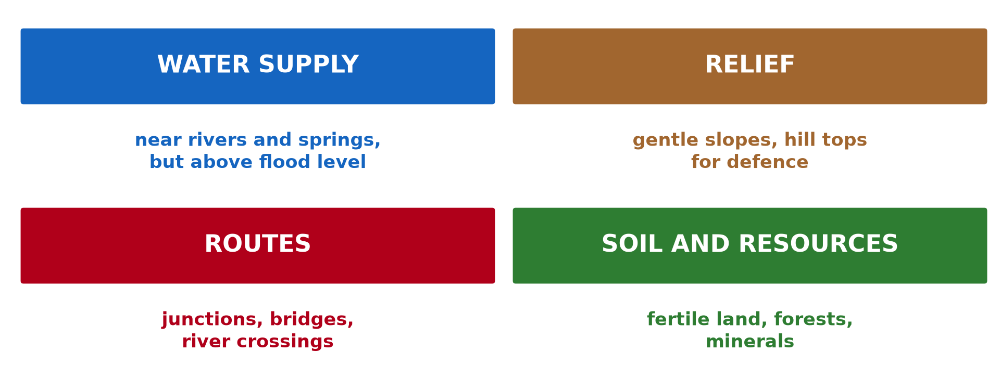 WATER SUPPLY
near rivers and springs,
but above flood level
RELIEF
gentle slopes, hill tops
for defence
ROUTES
junctions, bridges,
river crossings
SOIL AND RESOURCES
fertile land, forests,
minerals